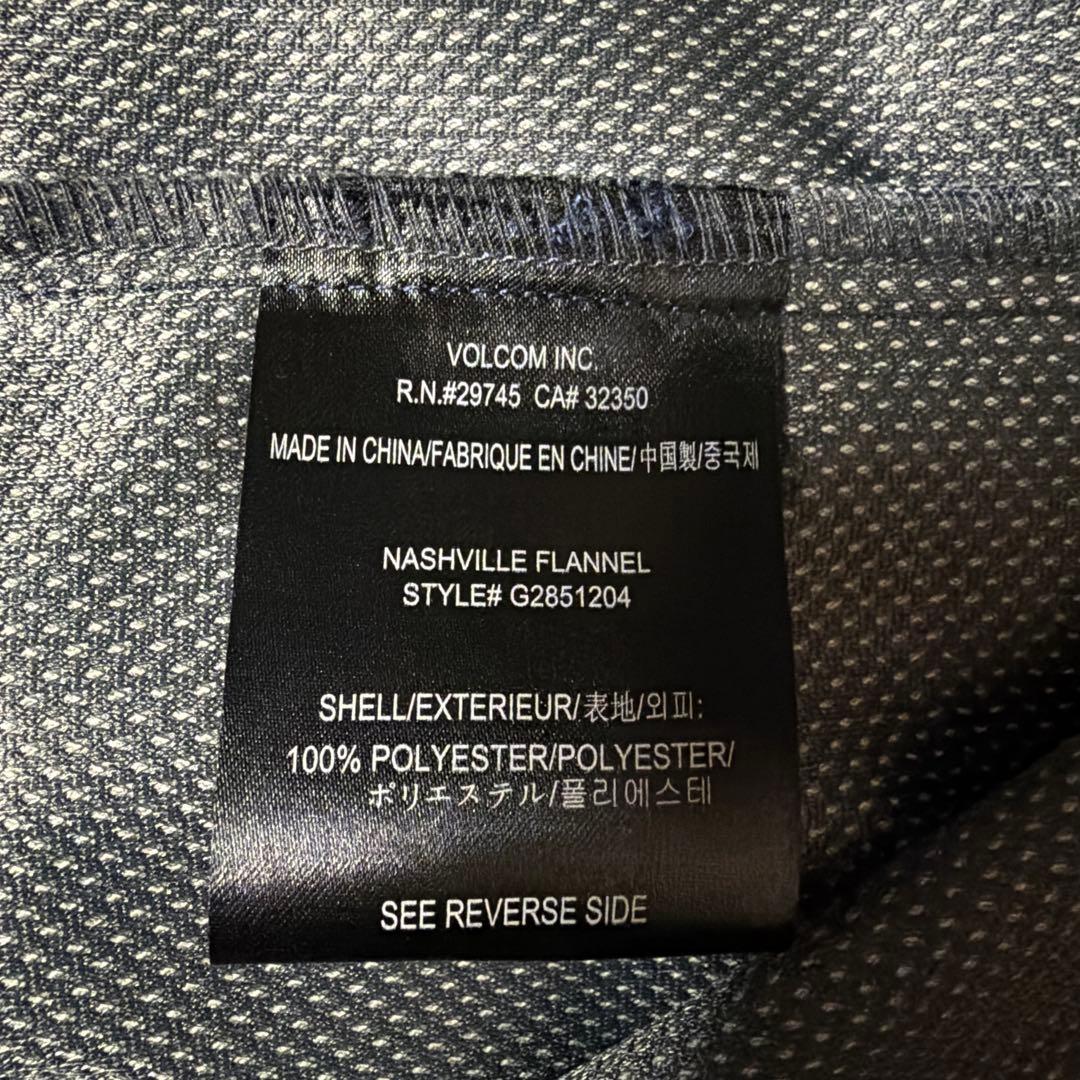 VOLCOM INC
R.N.#29745 CA# 32350
MADE IN CHINA/FABRIQUE EN CHINE/中国製/중국제
NASHVILLE FLANNEL
STYLE# G2851204
SHELL/EXTERIEUR/表地/외피:
100% POLYESTER/POLYESTER/
ポリエステル/폴리에스테
SEE REVERSE SIDE